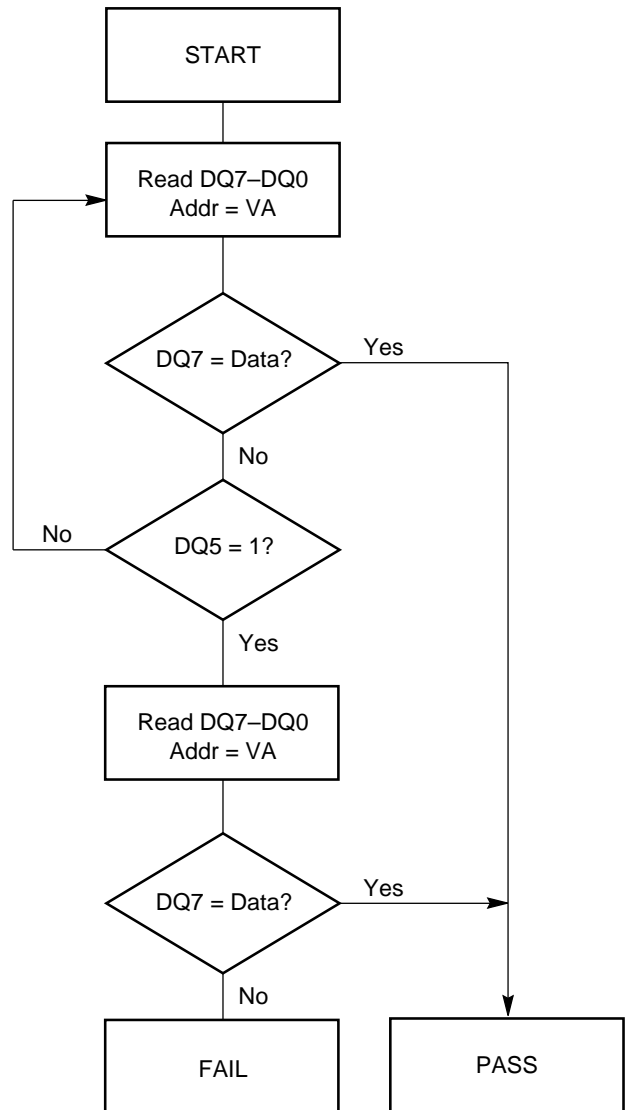 START
Read DQ7–DQ0
Addr = VA
DQ7 = Data?
Yes
No
No
DQ5 = 1?
Yes
Read DQ7–DQ0
Addr = VA
DQ7 = Data?
Yes
No
FAIL
PASS